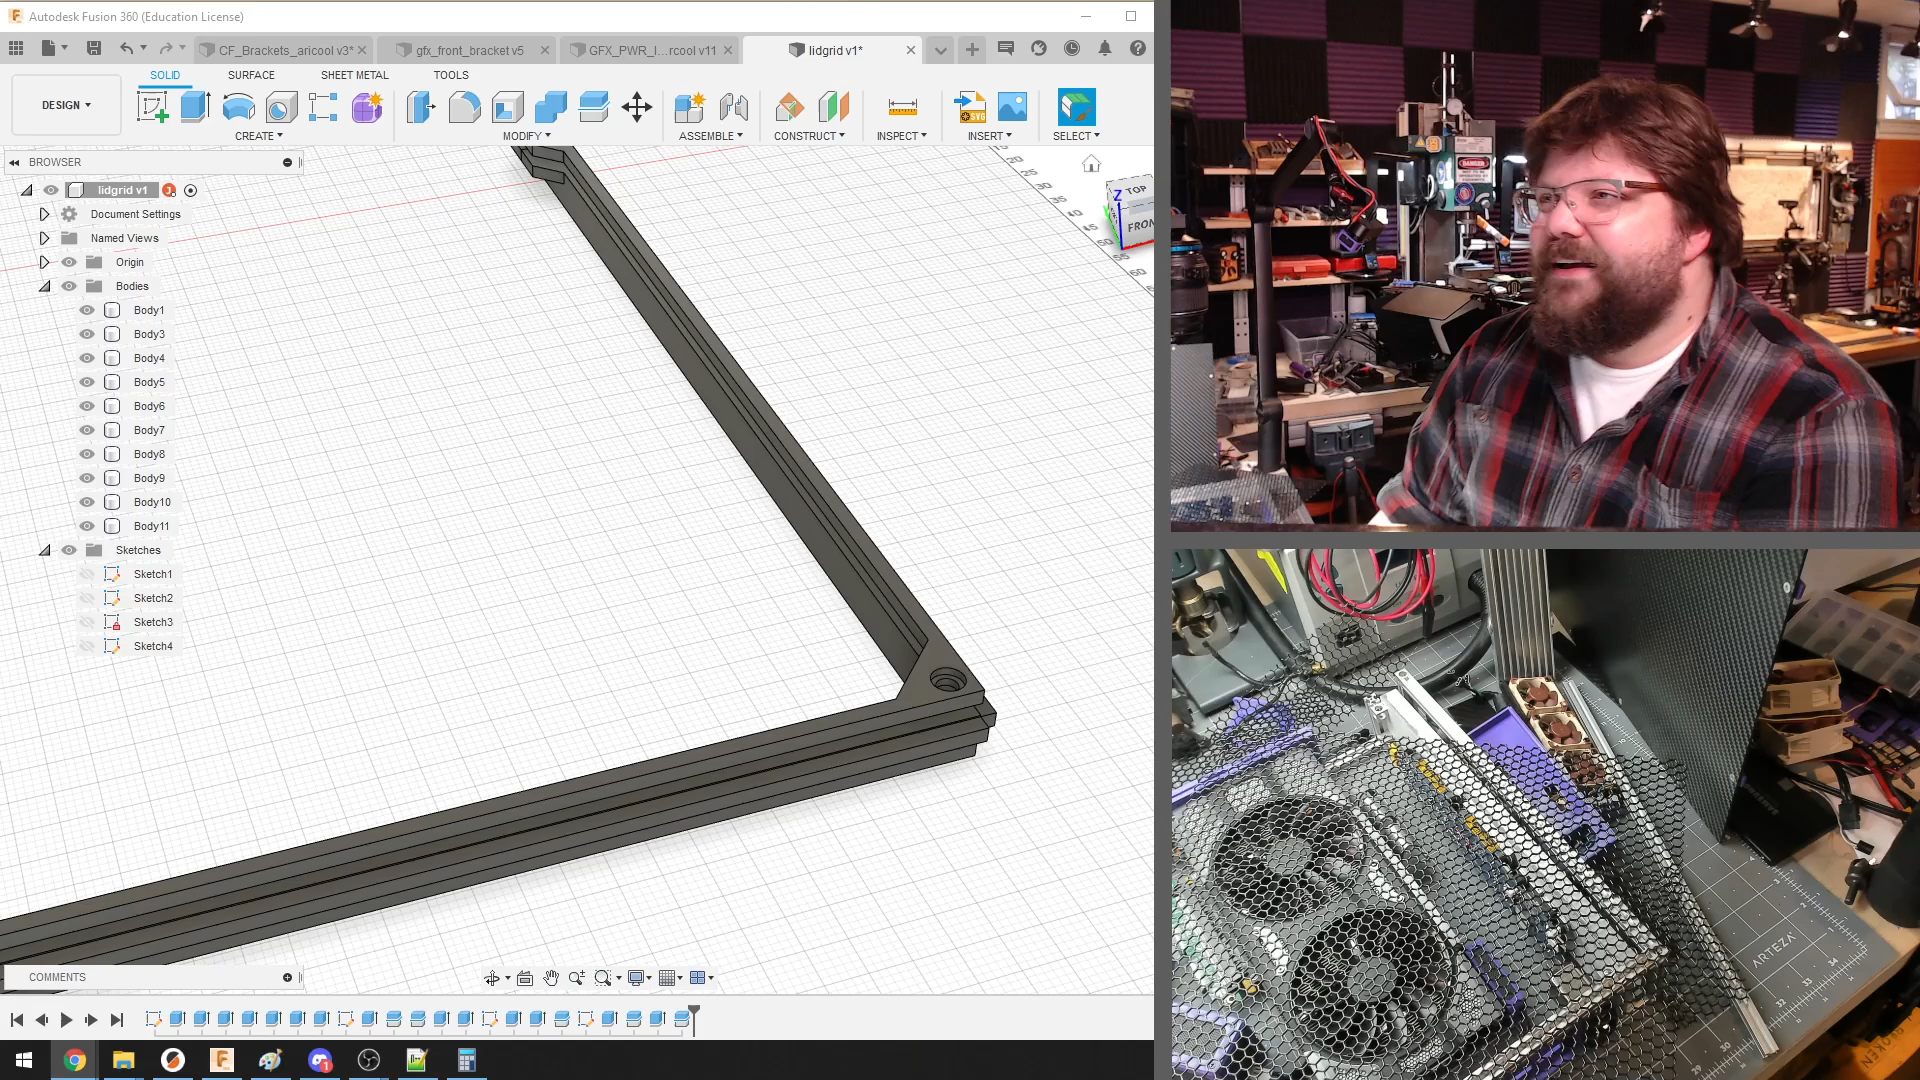 Autodesk Fusion 360 (Education License)
CF_Brackets_aricool v3*
gfx_front_bracket v5
GFX_PWR_I...rcool v11
lidgrid v1*
SOLID
SURFACE
SHEET METAL
TOOLS
DESIGN
CREATE
MODIFY
ASSEMBLE
CONSTRUCT
INSPECT
INSERT
SELECT
BROWSER
lidgrid v1
Document Settings
Named Views
Origin
Bodies
Body1
Body3
Body4
Body5
Body6
Body7
Body8
Body9
Body10
Body11
Sketches
Sketch1
Sketch2
Sketch3
Sketch4
Z
TOP
FRON
COMMENTS
DANGER
ARTEZA
BROKEN